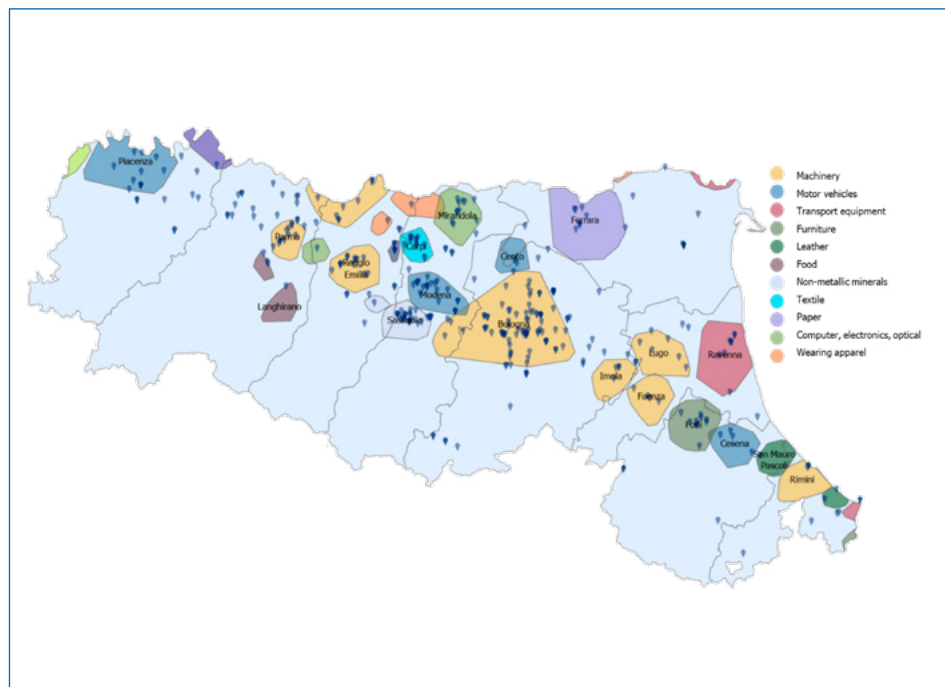 Piacenza
Mirandola
Ferrara
Parma
Carpi
Cento
Reggio
Emilia
Modena
Langhirano
Sassuolo
Bologna
Lugo
Ravenna
Imola
Faenza
Forlì
Cesena
San Mauro
Pascoli
Rimini
Machinery
Motor vehicles
Transport equipment
Furniture
Leather
Food
Non-metallic minerals
Textile
Paper
Computer, electronics, optical
Wearing apparel